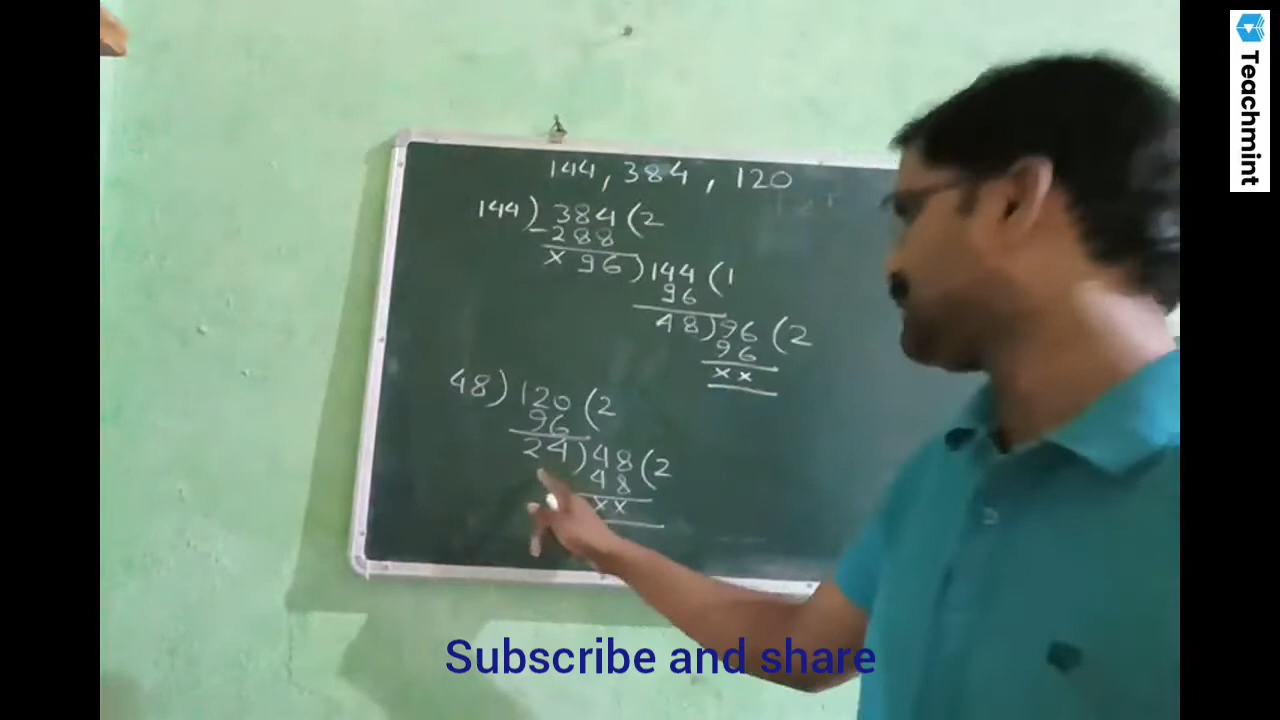 144, 384, 120
144) 384 (2
-288
x 96) 144 (1
96
48) 96 (2
96
xx
48) 120 (2
96
24) 48 (2
48
xx
Subscribe and share
Teachmint